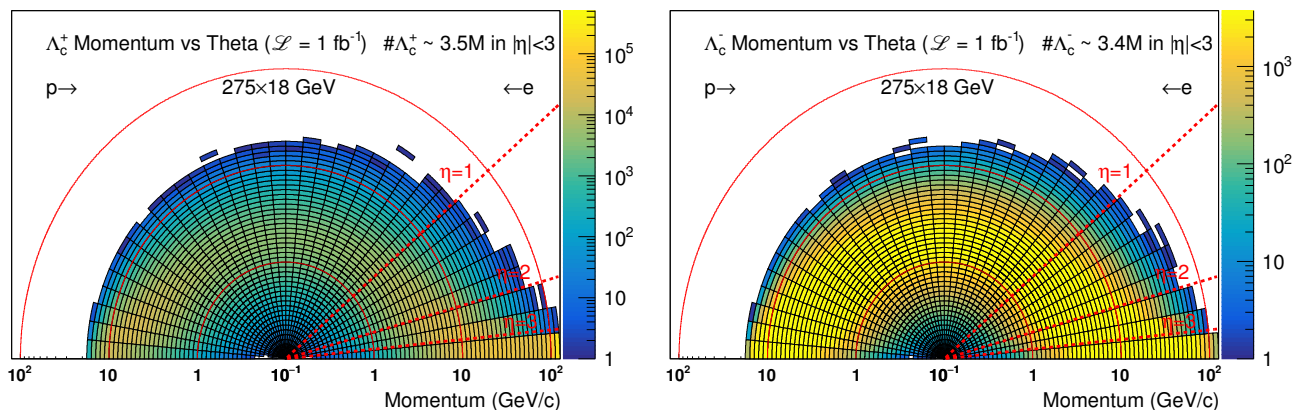 Λc+ Momentum vs Theta (ℒ = 1 fb-1) #Λc+ ~ 3.5M in |η|<3
p→ 275×18 GeV ←e
η=1
η=2
η=3
10^5
10^4
10^3
10^2
10
1
10^2 10 1 10^-1 1 10 10^2
Momentum (GeV/c)
Λc- Momentum vs Theta (ℒ = 1 fb-1) #Λc- ~ 3.4M in |η|<3
p→ 275×18 GeV ←e
η=1
η=2
η=3
10^3
10^2
10
1
10^2 10 1 10^-1 1 10 10^2
Momentum (GeV/c)